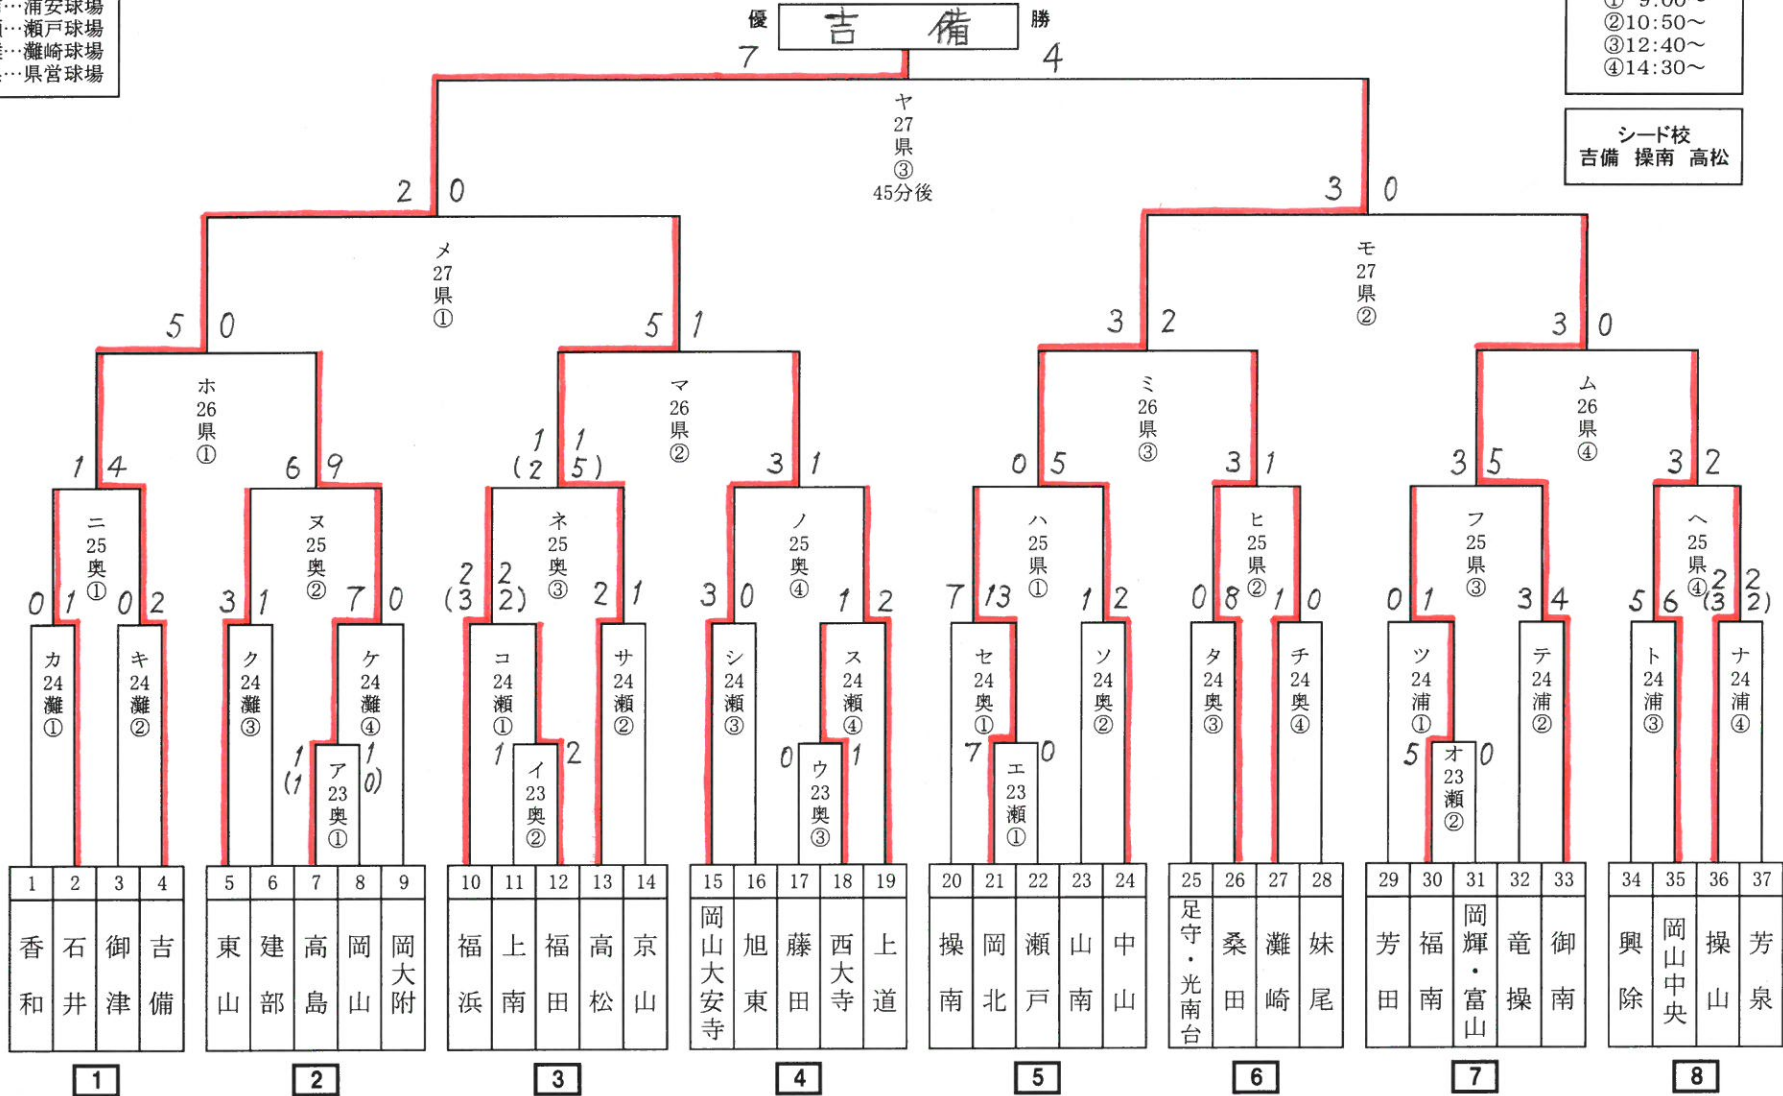 …浦安球場
…瀬戸球場
…灘崎球場
…県営球場
優 吉備 勝
7 4
① 9:00～
②10:50～
③12:40～
④14:30～
シード校
吉備 操南 高松
ヤ 27 県 ③ 45分後
2 0
3 0
メ 27 県 ①
モ 27 県 ②
5 0
5 1
3 2
3 0
ホ 26 県 ①
マ 26 県 ②
ミ 26 県 ③
ム 26 県 ④
1 4
6 9
1 1
(2 5)
3 1
0 5
3 1
3 5
3 2
ニ 25 奥 ①
ヌ 25 奥 ②
ネ 25 奥 ③
ノ 25 奥 ④
ハ 25 県 ①
ヒ 25 県 ②
フ 25 県 ③
ヘ 25 県 ④
0 1
0 2
3 1
7 0
2 2
(3 2)
2 1
3 0
1 2
7 13
1 2
0 8
1 0
0 1
3 4
5 6
2 2
(3 2)
カ 24 灘 ①
キ 24 灘 ②
ク 24 灘 ③
ケ 24 灘 ④
コ 24 瀬 ①
サ 24 瀬 ②
シ 24 瀬 ③
ス 24 瀬 ④
セ 24 奥 ①
ソ 24 奥 ②
タ 24 奥 ③
チ 24 奥 ④
ツ 24 浦 ①
テ 24 浦 ②
ト 24 浦 ③
ナ 24 浦 ④
1 1
(1 0)
1 2
0 1
7 0
5 0
ア 23 奥 ①
イ 23 奥 ②
ウ 23 奥 ③
エ 23 瀬 ①
オ 23 瀬 ②
1 2 3 4 5 6 7 8 9 10 11 12 13 14 15 16 17 18 19 20 21 22 23 24 25 26 27 28 29 30 31 32 33 34 35 36 37
香和
石井
御津
吉備
東山
建部
高島
岡山
岡大附
福浜
上南
福田
高松
京山
岡山大安寺
旭東
藤田
西大寺
上道
操南
岡北
瀬戸
山南
中山
足守・光南台
桑田
灘崎
妹尾
芳田
福南
岡輝・富山
竜操
御南
興除
岡山中央
操山
芳泉
1 2 3 4 5 6 7 8